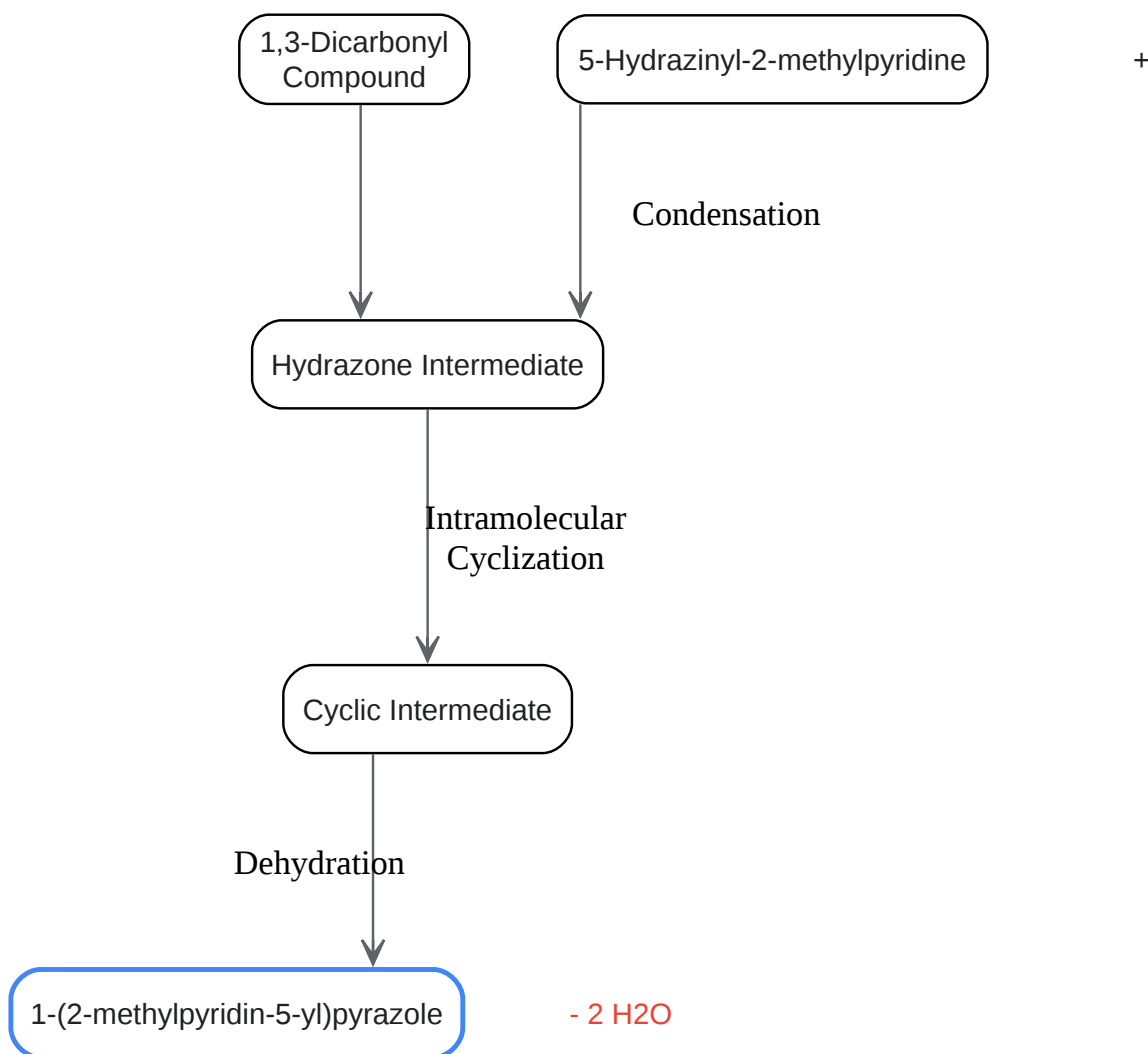 1,3-Dicarbonyl
Compound
5-Hydrazinyl-2-methylpyridine
+
Condensation
Hydrazone Intermediate
Intramolecular
Cyclization
Cyclic Intermediate
Dehydration
1-(2-methylpyridin-5-yl)pyrazole
- 2 H2O